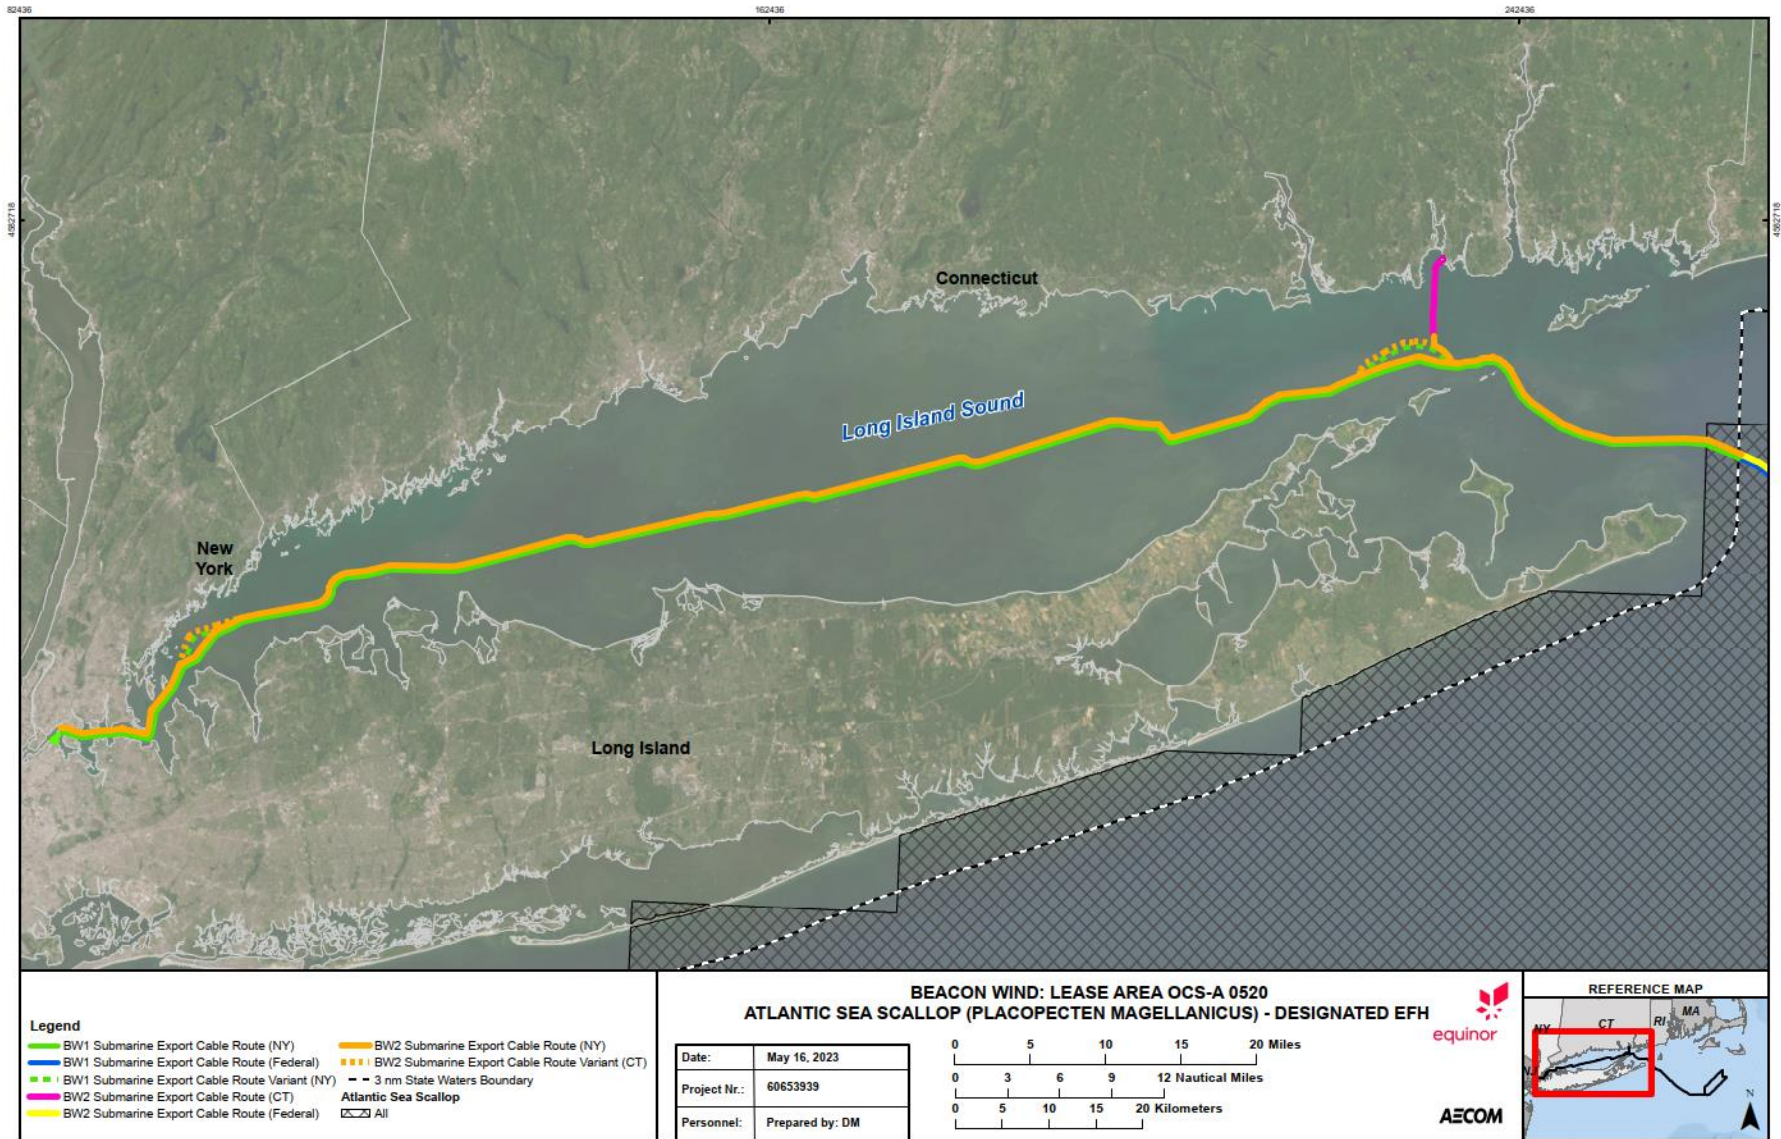 82436
162436
242436
4582718
4582718
Connecticut
Long Island Sound
New
York
Long Island
Legend
BW1 Submarine Export Cable Route (NY)
BW1 Submarine Export Cable Route (Federal)
BW1 Submarine Export Cable Route Variant (NY)
BW2 Submarine Export Cable Route (CT)
BW2 Submarine Export Cable Route (Federal)
BW2 Submarine Export Cable Route (NY)
BW2 Submarine Export Cable Route Variant (CT)
3 nm State Waters Boundary
Atlantic Sea Scallop
All
BEACON WIND: LEASE AREA OCS-A 0520
ATLANTIC SEA SCALLOP (PLACOPECTEN MAGELLANICUS) - DESIGNATED EFH
Date: May 16, 2023
Project Nr.: 60653939
Personnel: Prepared by: DM
0 5 10 15 20 Miles
0 3 6 9 12 Nautical Miles
0 5 10 15 20 Kilometers
equinor
AECOM
REFERENCE MAP
NY
CT
RI
MA
NJ
N